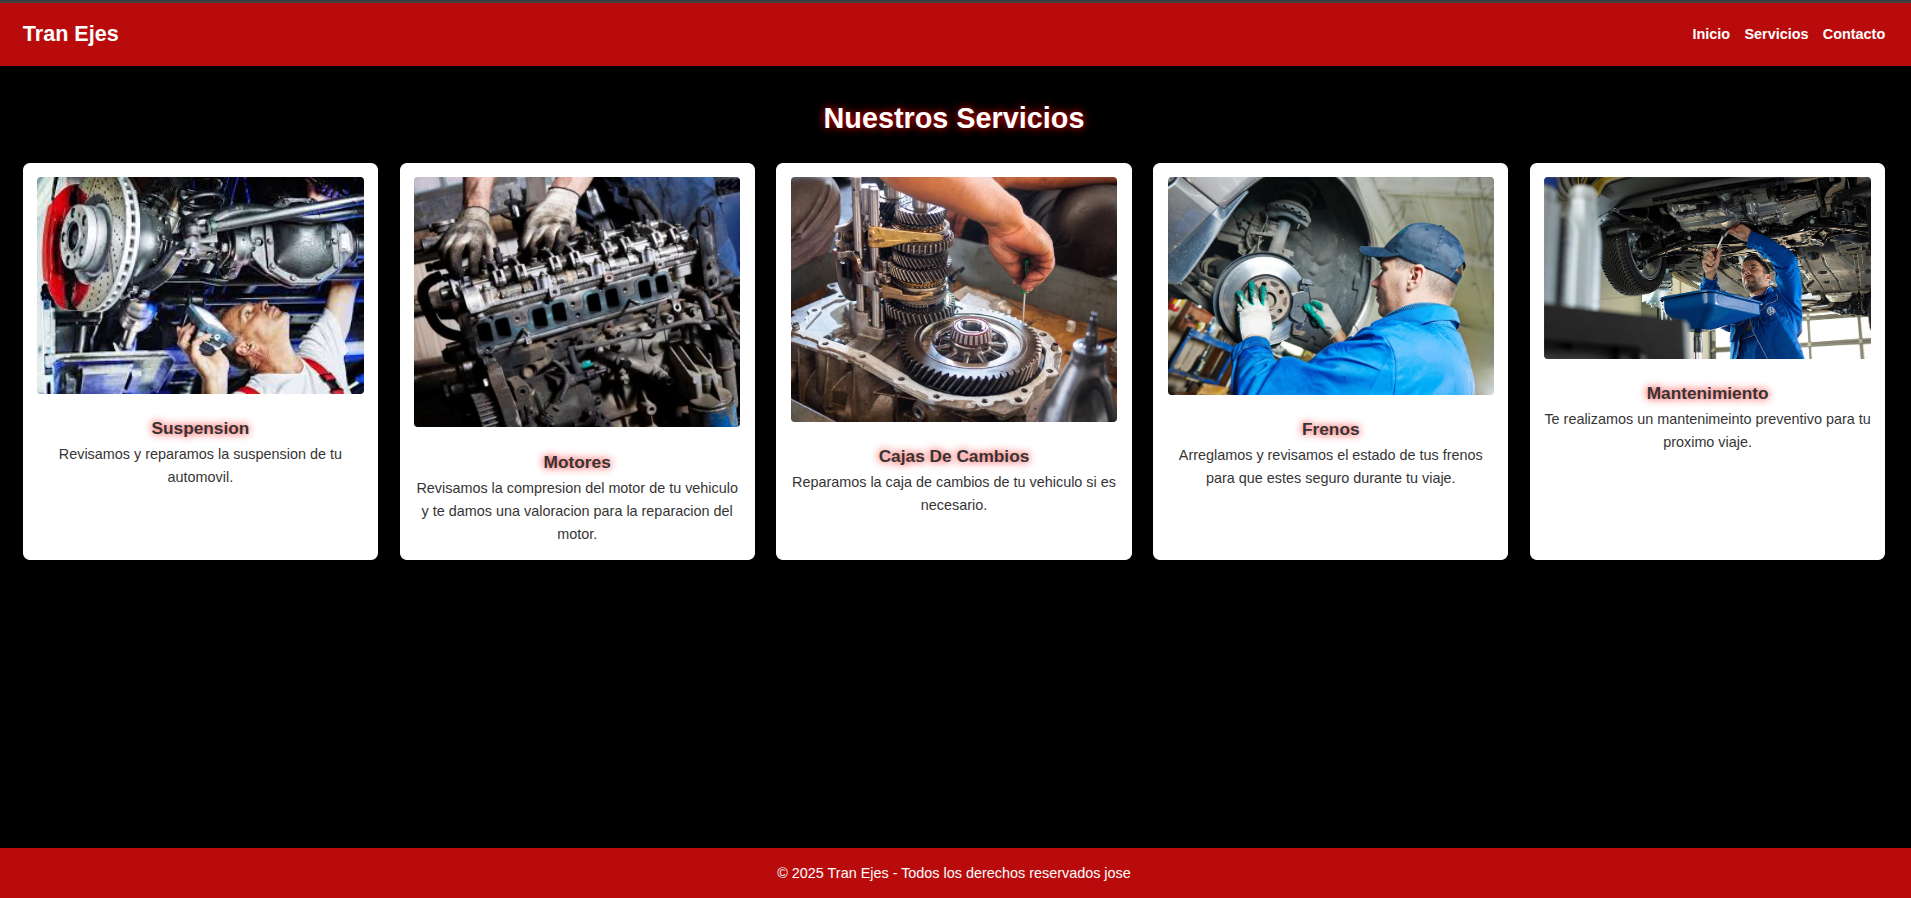 Tran Ejes
Inicio Servicios Contacto
Nuestros Servicios
Suspension
Revisamos y reparamos la suspension de tu
automovil.
Motores
Revisamos la compresion del motor de tu vehiculo
y te damos una valoracion para la reparacion del
motor.
Cajas De Cambios
Reparamos la caja de cambios de tu vehiculo si es
necesario.
Frenos
Arreglamos y revisamos el estado de tus frenos
para que estes seguro durante tu viaje.
Mantenimiento
Te realizamos un mantenimeinto preventivo para tu
proximo viaje.
© 2025 Tran Ejes - Todos los derechos reservados jose